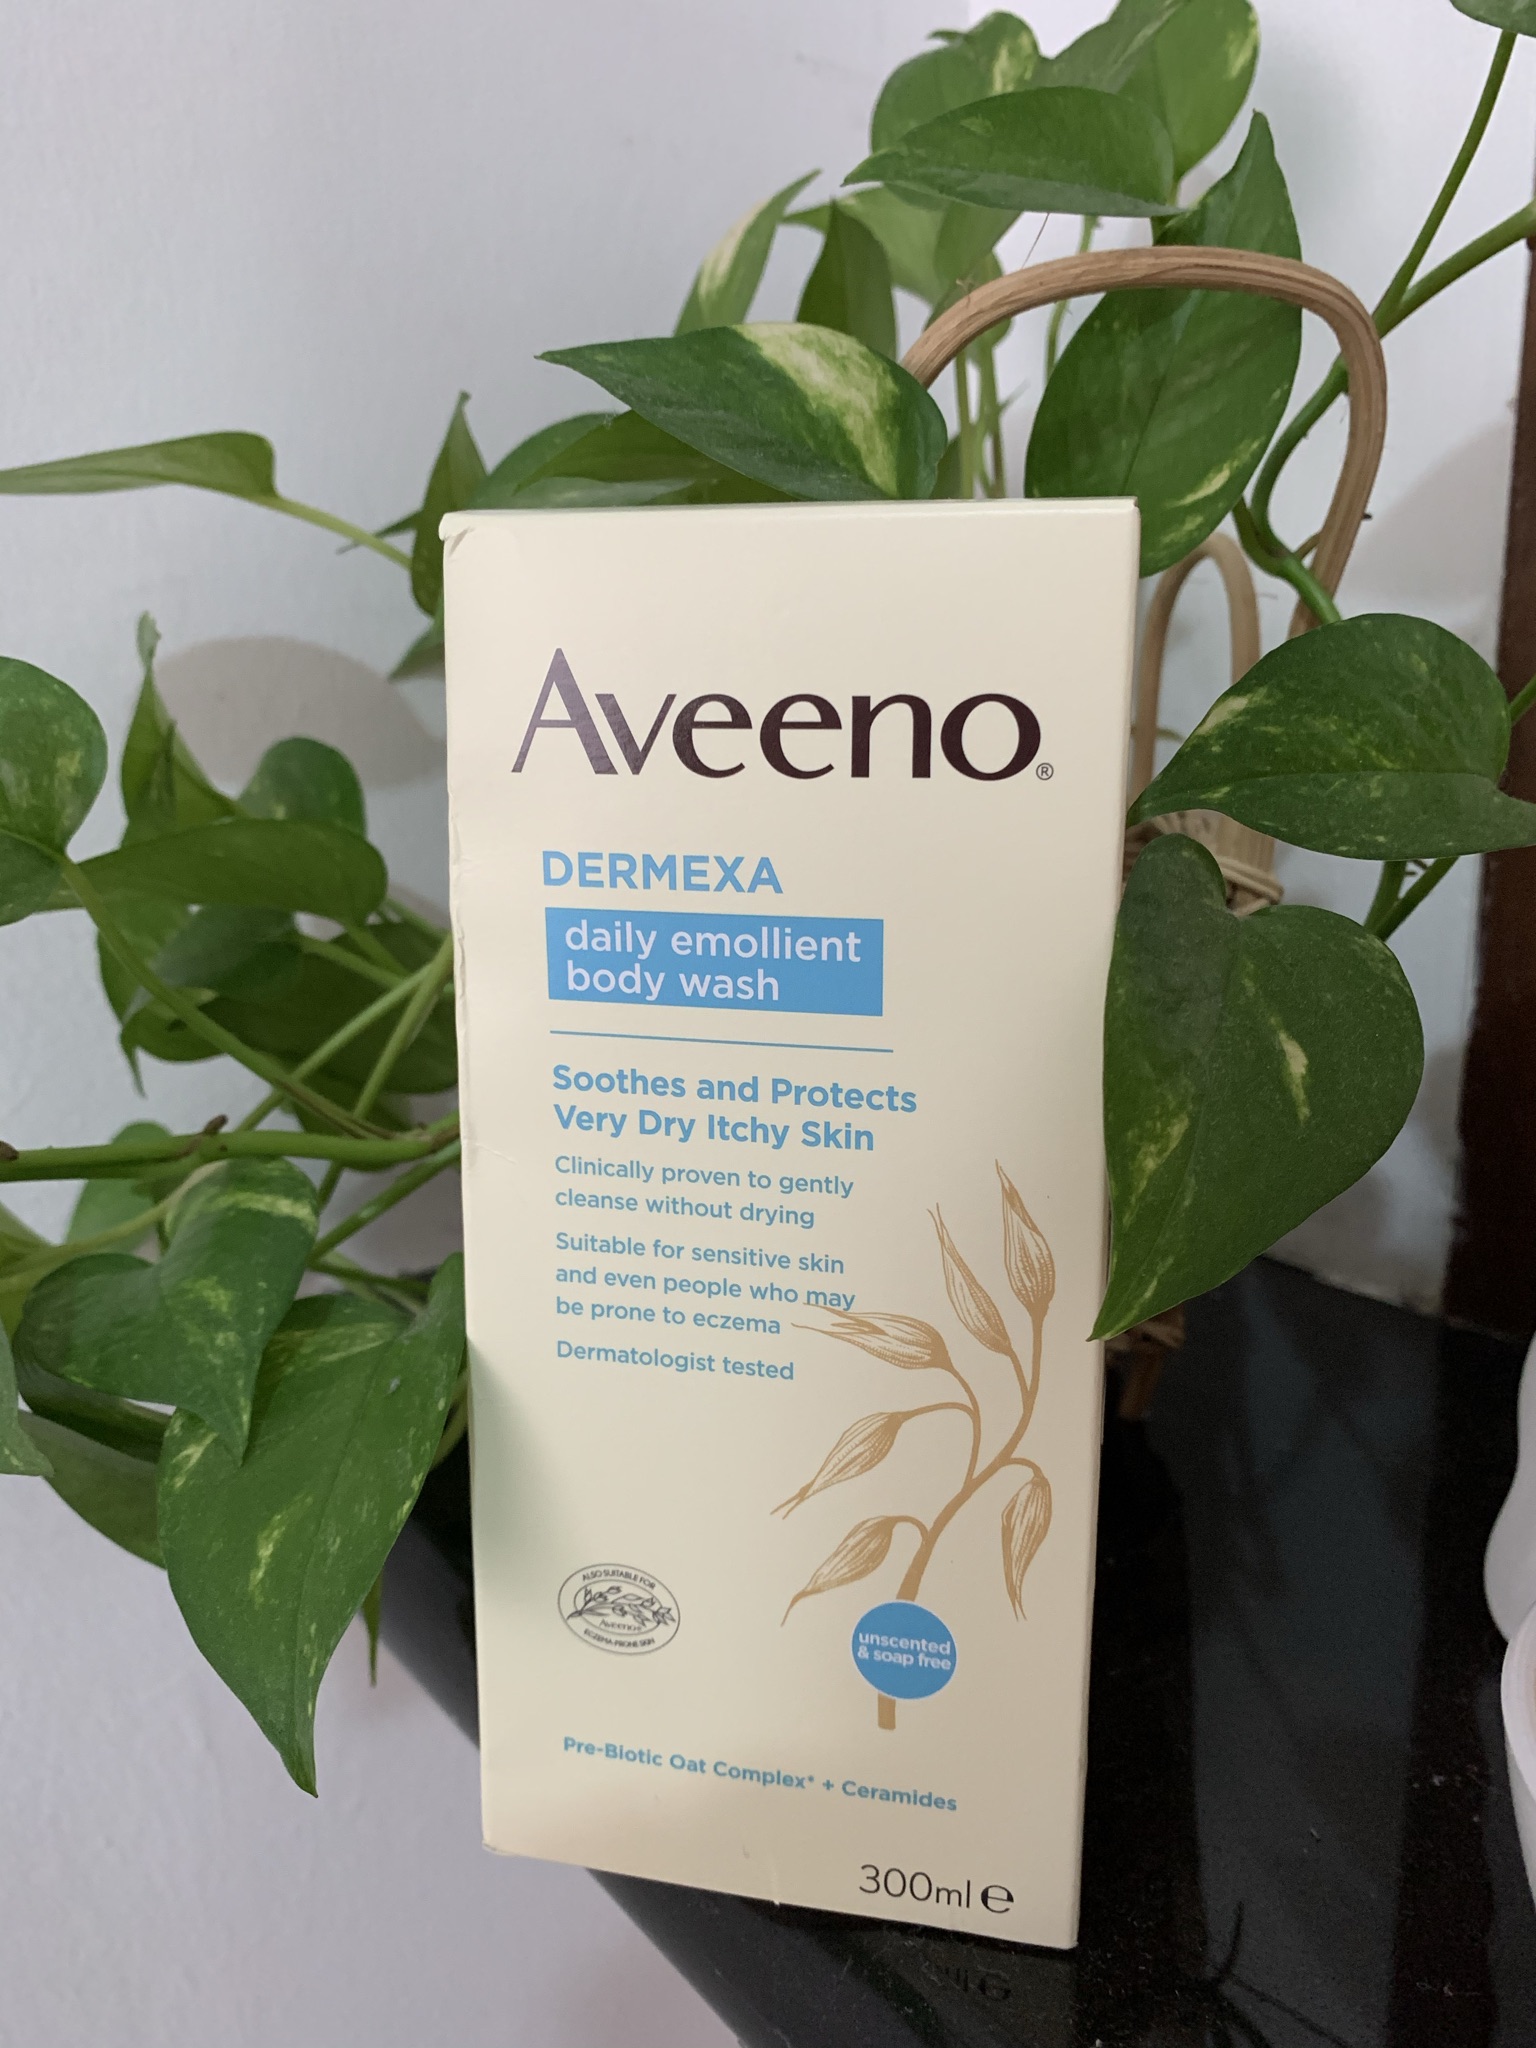 Aveeno®
DERMEXA
daily emollient
body wash
Soothes and Protects
Very Dry Itchy Skin
Clinically proven to gently
cleanse without drying
Suitable for sensitive skin
and even people who may
be prone to eczema
Dermatologist tested
ALSO SUITABLE FOR
Aveeno®
ECZEMA-PRONE SKIN
unscented
& soap free
Pre-Biotic Oat Complex* + Ceramides
300ml ℮